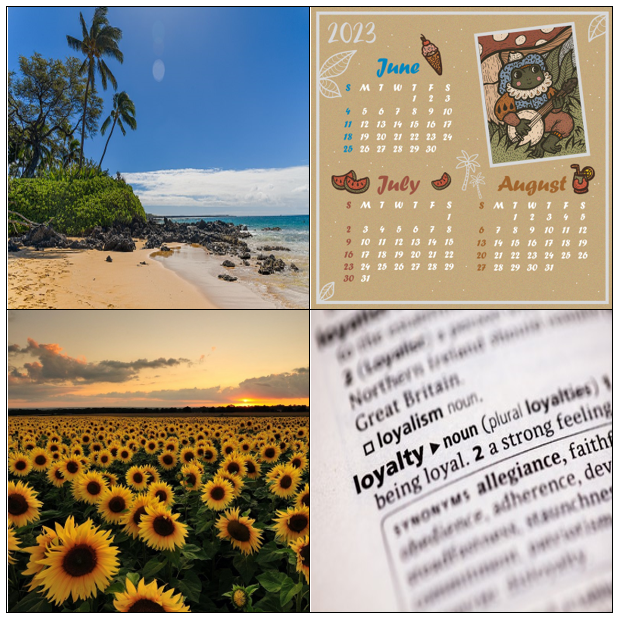 2023
June
S M T W T F S
1 2 3
4 5 6 7 8 9 10
11 12 13 14 15 16 17
18 19 20 21 22 23 24
25 26 27 28 29 30
July
S M T W T F S
1
2 3 4 5 6 7 8
9 10 11 12 13 14 15
16 17 18 19 20 21 22
23 24 25 26 27 28 29
30 31
August
S M T W T F S
1 2 3 4 5
6 7 8 9 10 11 12
13 14 15 16 17 18 19
20 21 22 23 24 25 26
27 28 29 30 31
Northern Ireland
Great Britain.
loyalism noun.
loyalty ▶ noun (plural loyalties) 1
being loyal. 2 a strong feeling
SYNONYMS allegiance, faithf
obedience, adherence, dev
staunchnes